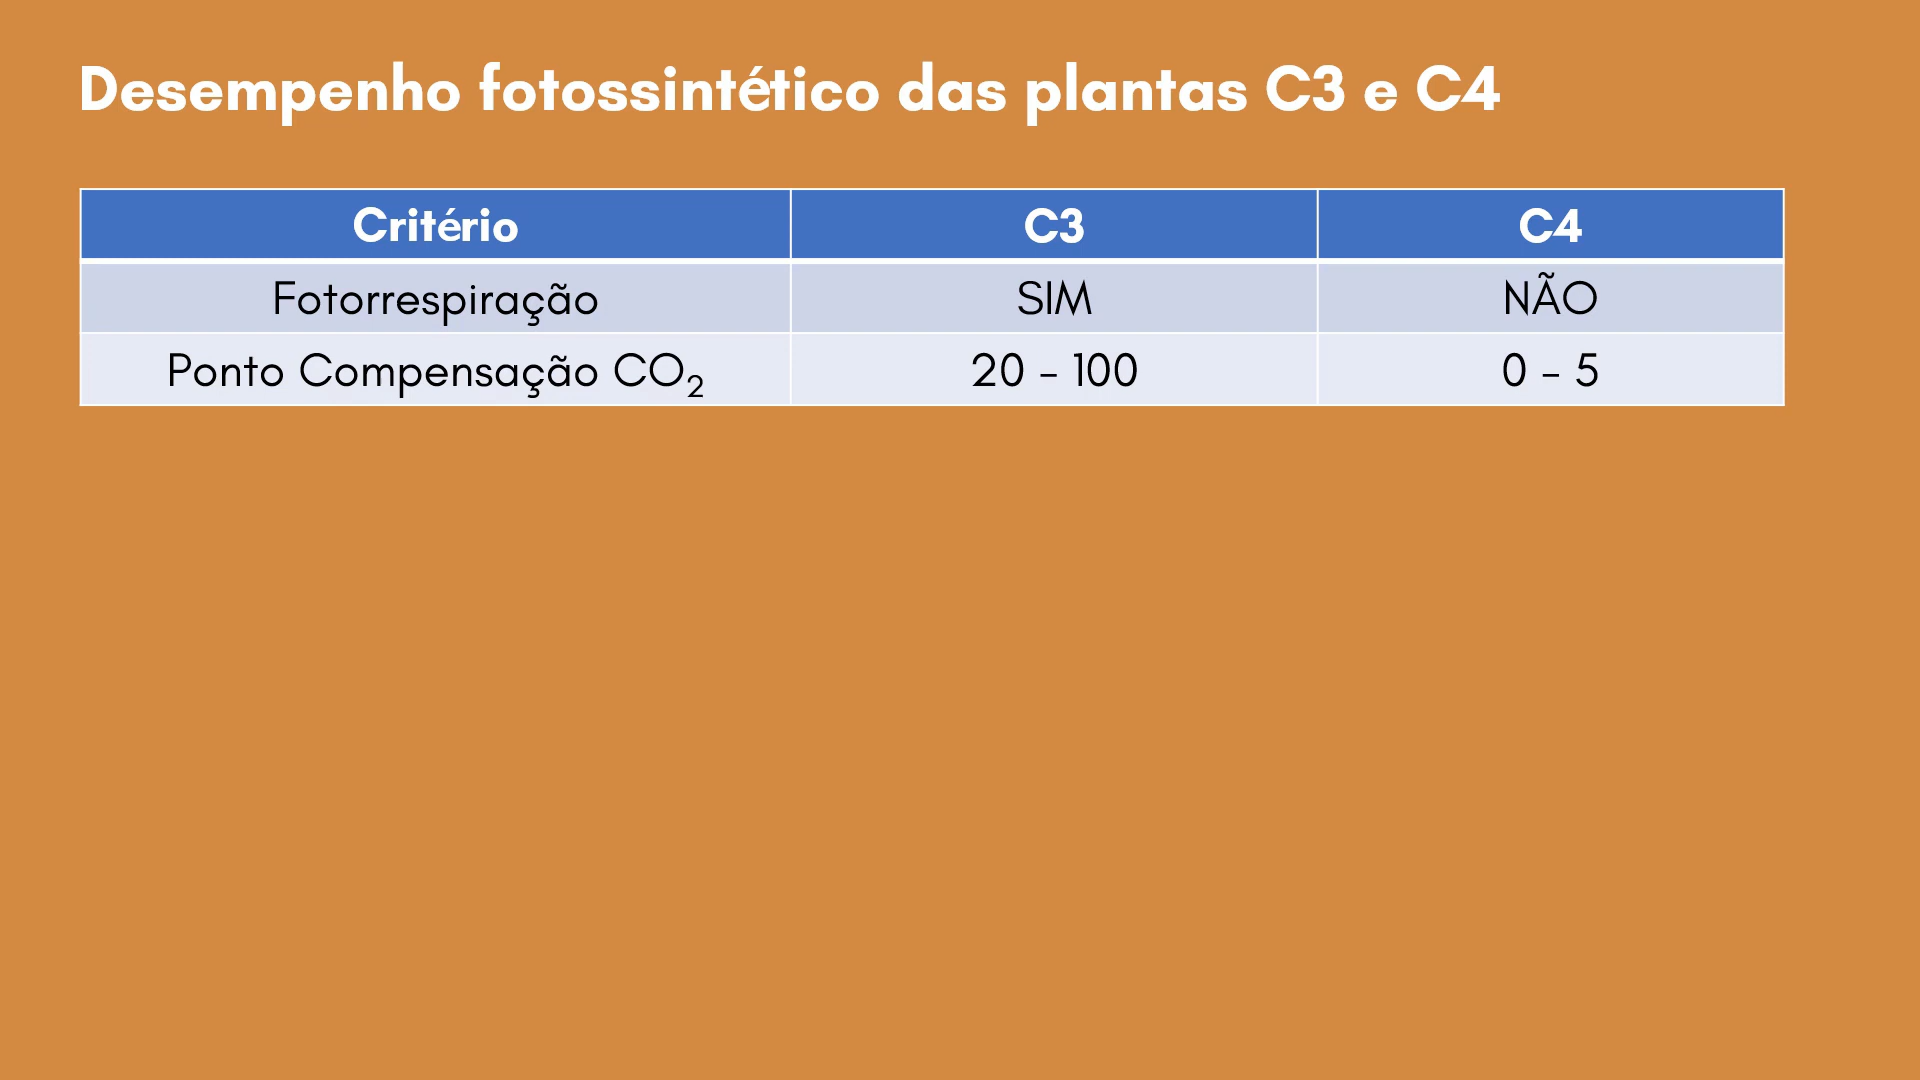 Desempenho fotossintético das plantas C3 e C4
Critério C3 C4
Fotorrespiração SIM NÃO
Ponto Compensação CO₂ 20 - 100 0 - 5